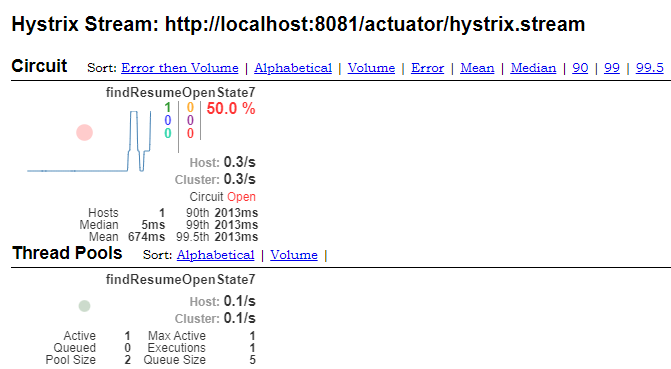 Hystrix Stream: http://localhost:8081/actuator/hystrix.stream
Circuit Sort: Error then Volume | Alphabetical | Volume | Error | Mean | Median | 90 | 99 | 99.5
findResumeOpenState7
1 0 50.0 %
0 0
0 0
Host: 0.3/s
Cluster: 0.3/s
Circuit Open
Hosts 1 90th 2013ms
Median 5ms 99th 2013ms
Mean 674ms 99.5th 2013ms
Thread Pools Sort: Alphabetical | Volume |
findResumeOpenState7
Host: 0.1/s
Cluster: 0.1/s
Active 1 Max Active 1
Queued 0 Executions 1
Pool Size 2 Queue Size 5